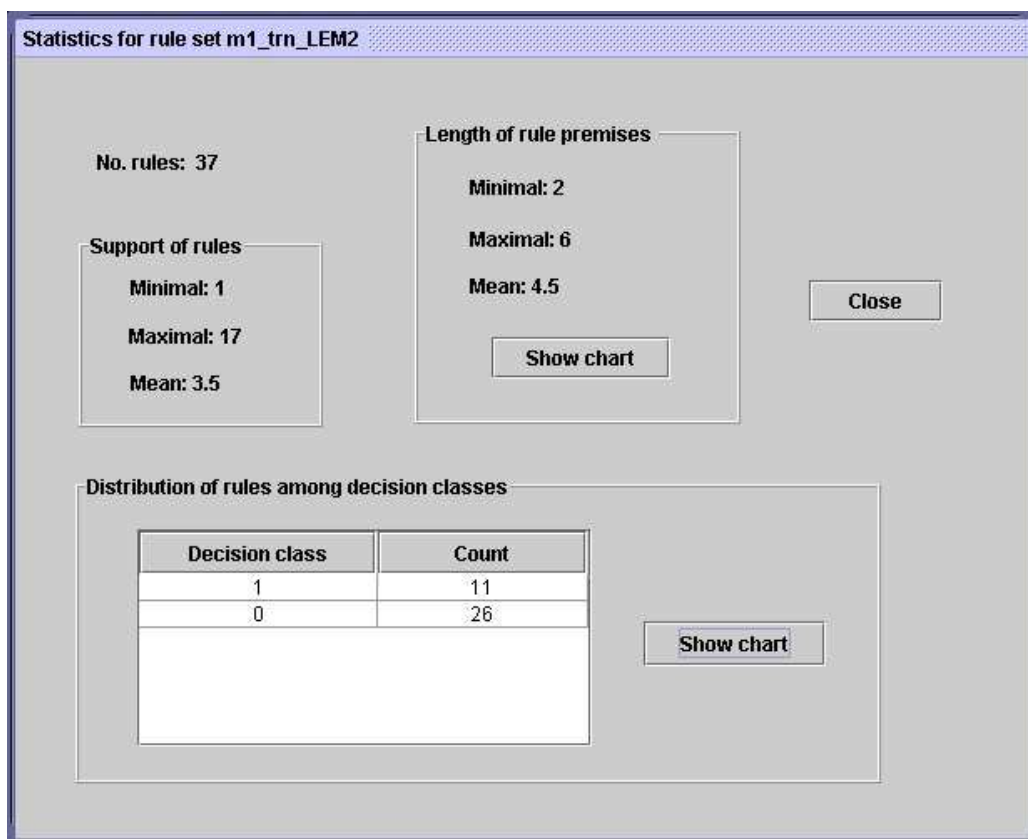 Statistics for rule set m1_trn_LEM2
No. rules: 37
Support of rules
Minimal: 1
Maximal: 17
Mean: 3.5
Length of rule premises
Minimal: 2
Maximal: 6
Mean: 4.5
Show chart
Close
Distribution of rules among decision classes
Decision class Count
1 11
0 26
Show chart